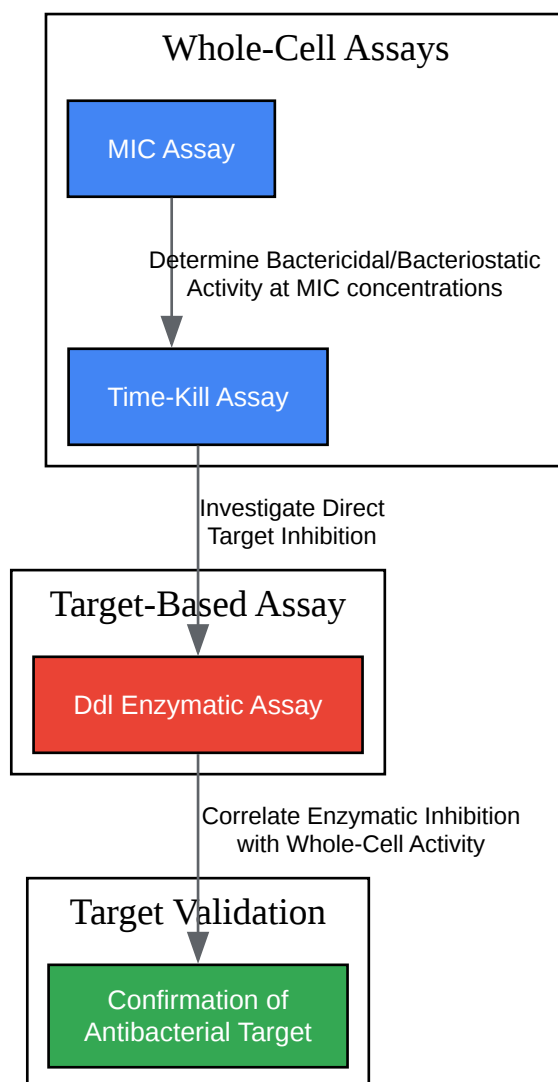 Whole-Cell Assays
MIC Assay
Determine Bactericidal/Bacteriostatic
Activity at MIC concentrations
Time-Kill Assay
Investigate Direct
Target Inhibition
Target-Based Assay
Ddl Enzymatic Assay
Correlate Enzymatic Inhibition
with Whole-Cell Activity
Target Validation
Confirmation of
Antibacterial Target